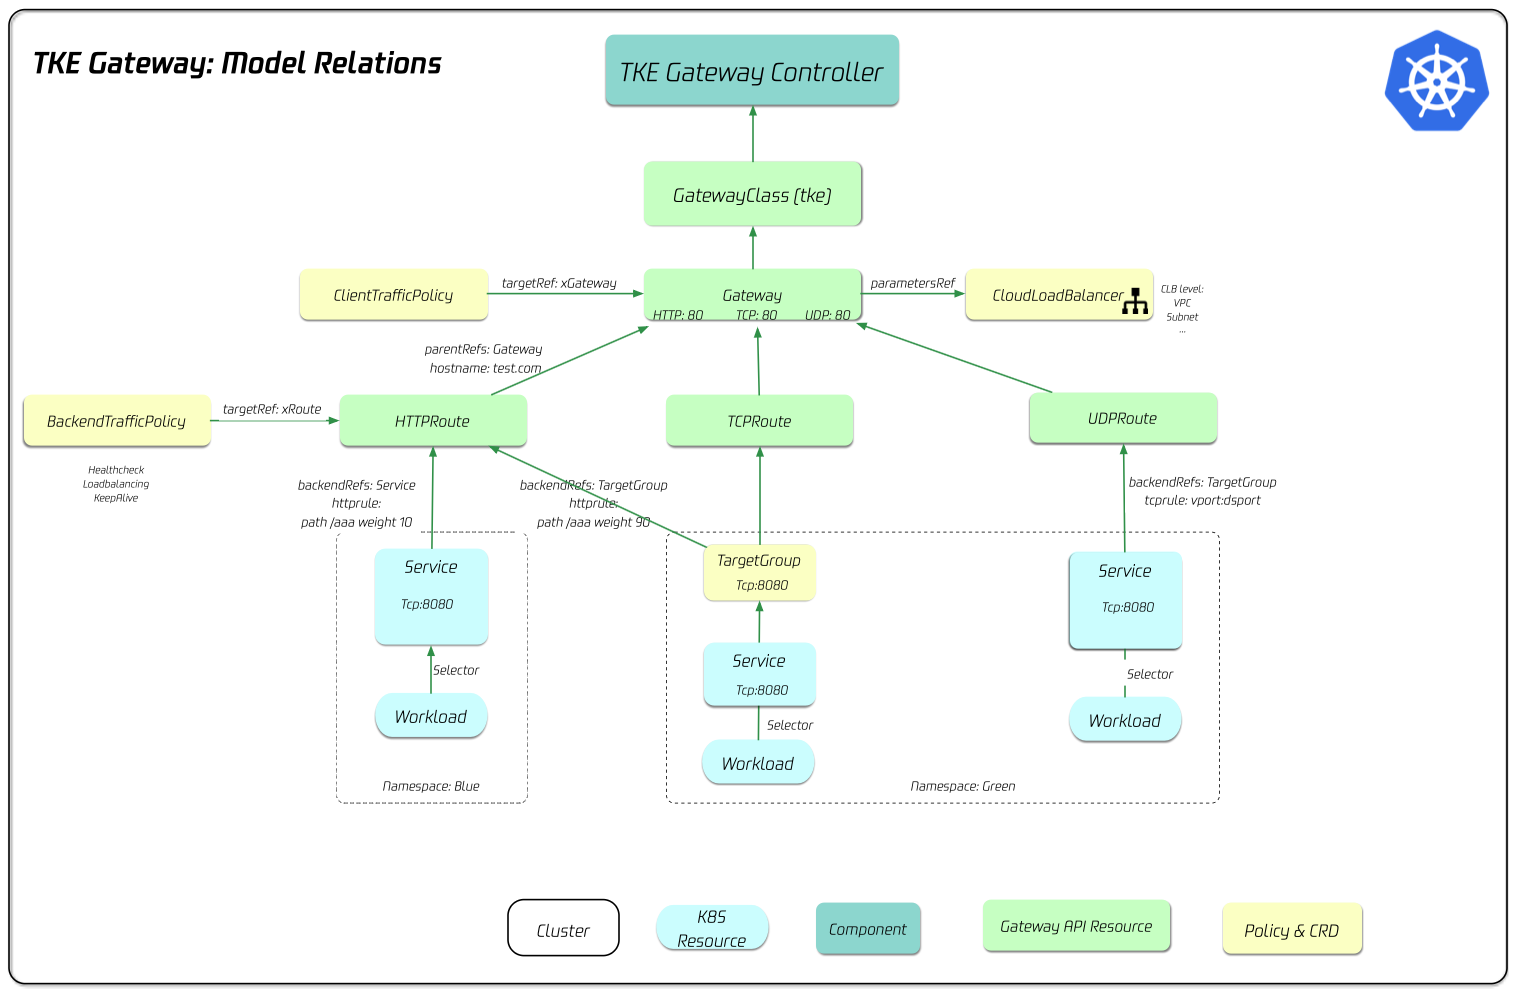 TKE Gateway: Model Relations
TKE Gateway Controller
GatewayClass (tke)
ClientTrafficPolicy
targetRef: xGateway
Gateway
HTTP: 80
TCP: 80
UDP: 80
parametersRef
CloudLoadBalancer
CLB level:
VPC
Subnet
...
parentRefs: Gateway
hostname: test.com
BackendTrafficPolicy
targetRef: xRoute
HTTPRoute
TCPRoute
UDPRoute
Healthcheck
Loadbalancing
KeepAlive
backendRefs: Service
httprule:
path /aaa weight 10
backendRefs: TargetGroup
httprule:
path /aaa weight 90
backendRefs: TargetGroup
tcprule: vport:dsport
Service
Tcp:8080
Selector
Workload
Namespace: Blue
TargetGroup
Tcp:8080
Service
Tcp:8080
Selector
Workload
Service
Tcp:8080
Selector
Workload
Namespace: Green
Cluster
K8S
Resource
Component
Gateway API Resource
Policy & CRD